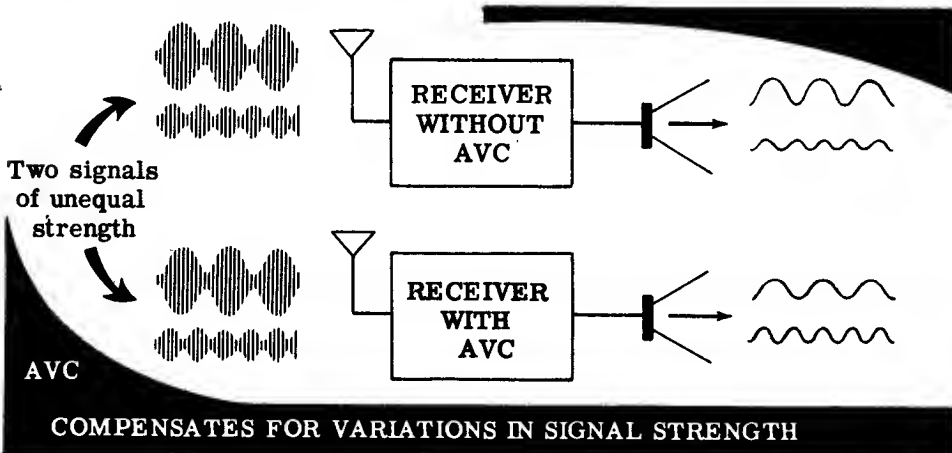 Two signals
of unequal
strength
RECEIVER
WITHOUT
AVC
RECEIVER
WITH
AVC
AVC
COMPENSATES FOR VARIATIONS IN SIGNAL STRENGTH